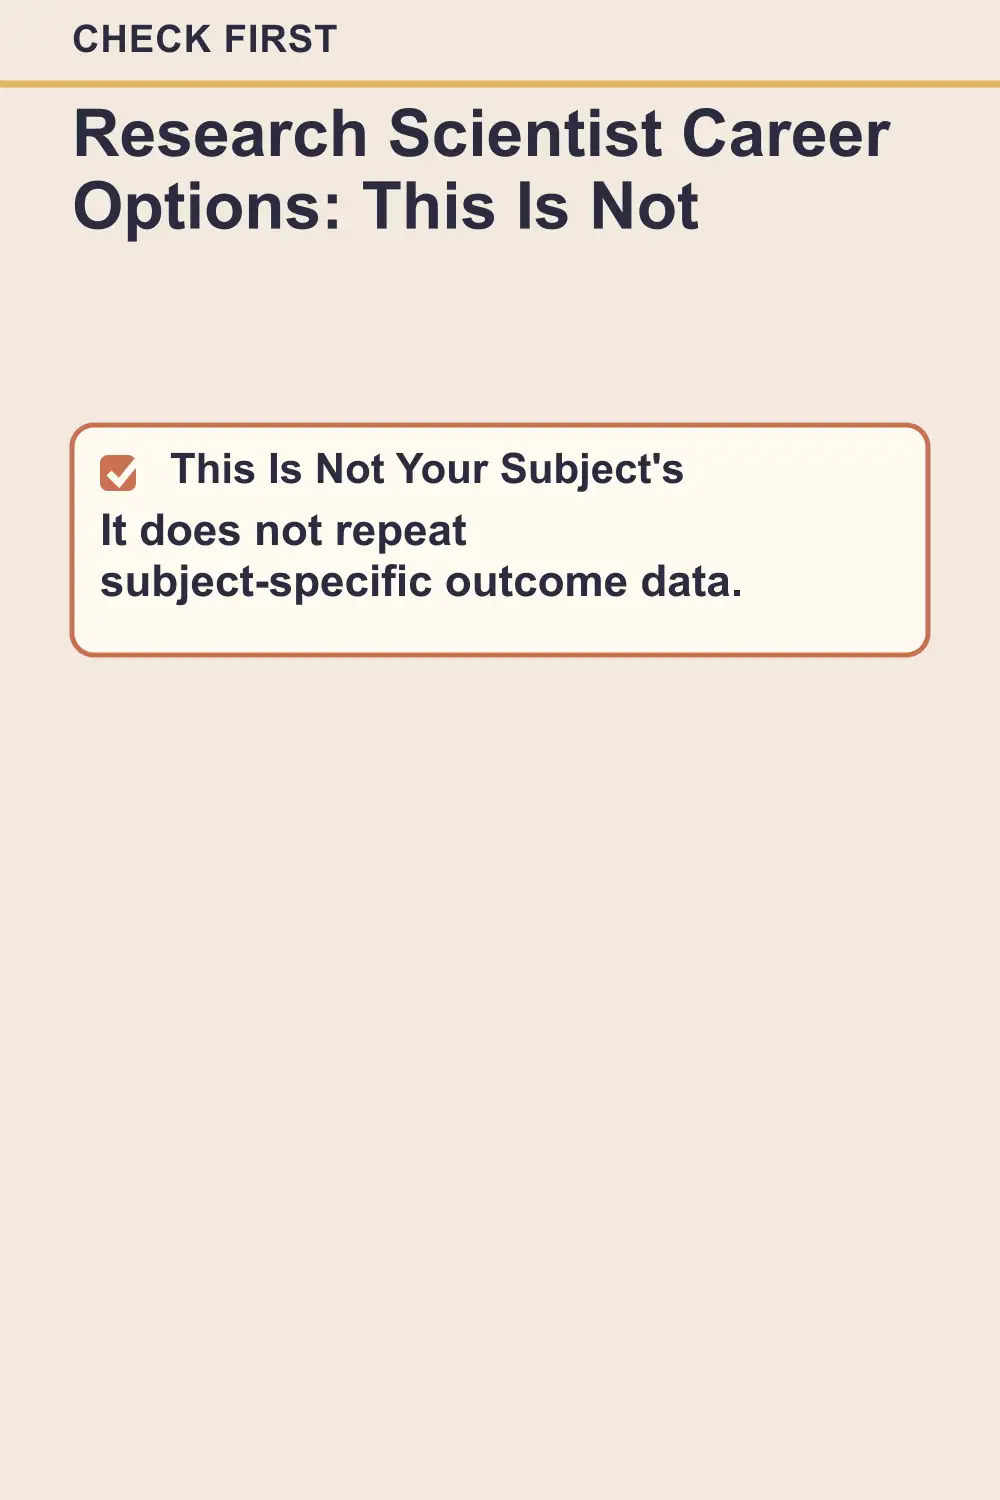 CHECK FIRST
Research Scientist Career
Options: This Is Not
This Is Not Your Subject's
It does not repeat
subject-specific outcome data.